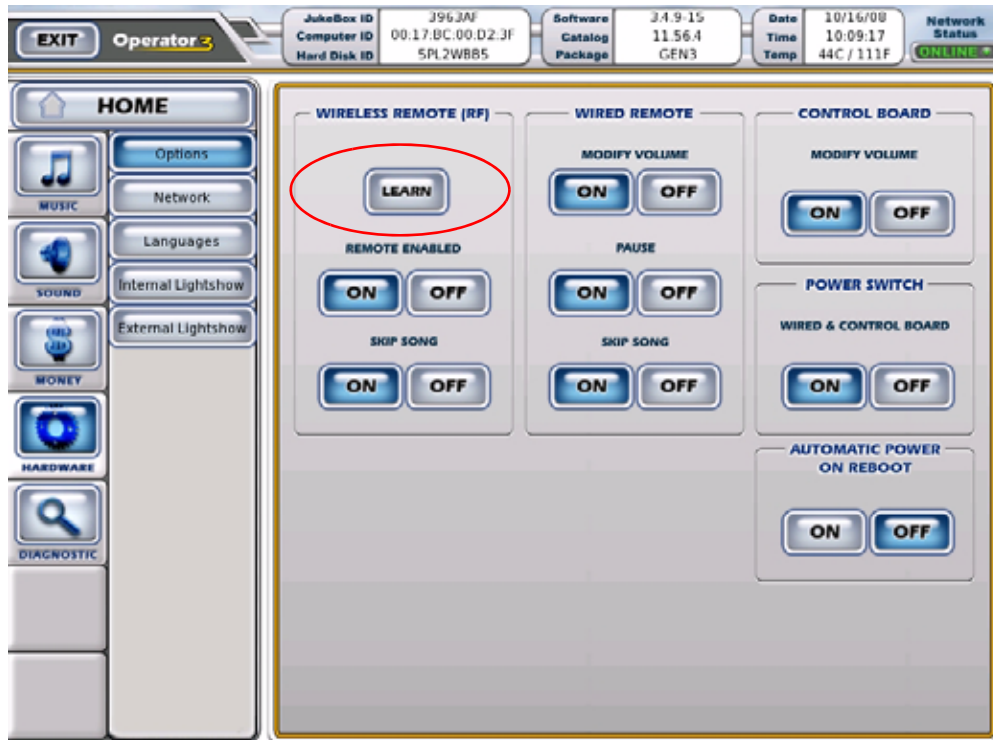 EXIT
Operator 3
JukeBox ID 3963AF
Computer ID 00:17:BC:00:D2:3F
Hard Disk ID 5PL2WBB5
Software 3.4.9-15
Catalog 11.56.4
Package GEN3
Date 10/16/08
Time 10:09:17
Temp 44C / 111F
Network
Status
ONLINE
HOME
MUSIC
SOUND
MONEY
HARDWARE
DIAGNOSTIC
Options
Network
Languages
Internal Lightshow
External Lightshow
WIRELESS REMOTE (RF)
LEARN
REMOTE ENABLED
ON OFF
SKIP SONG
ON OFF
WIRED REMOTE
MODIFY VOLUME
ON OFF
PAUSE
ON OFF
SKIP SONG
ON OFF
CONTROL BOARD
MODIFY VOLUME
ON OFF
POWER SWITCH
WIRED & CONTROL BOARD
ON OFF
AUTOMATIC POWER
ON REBOOT
ON OFF